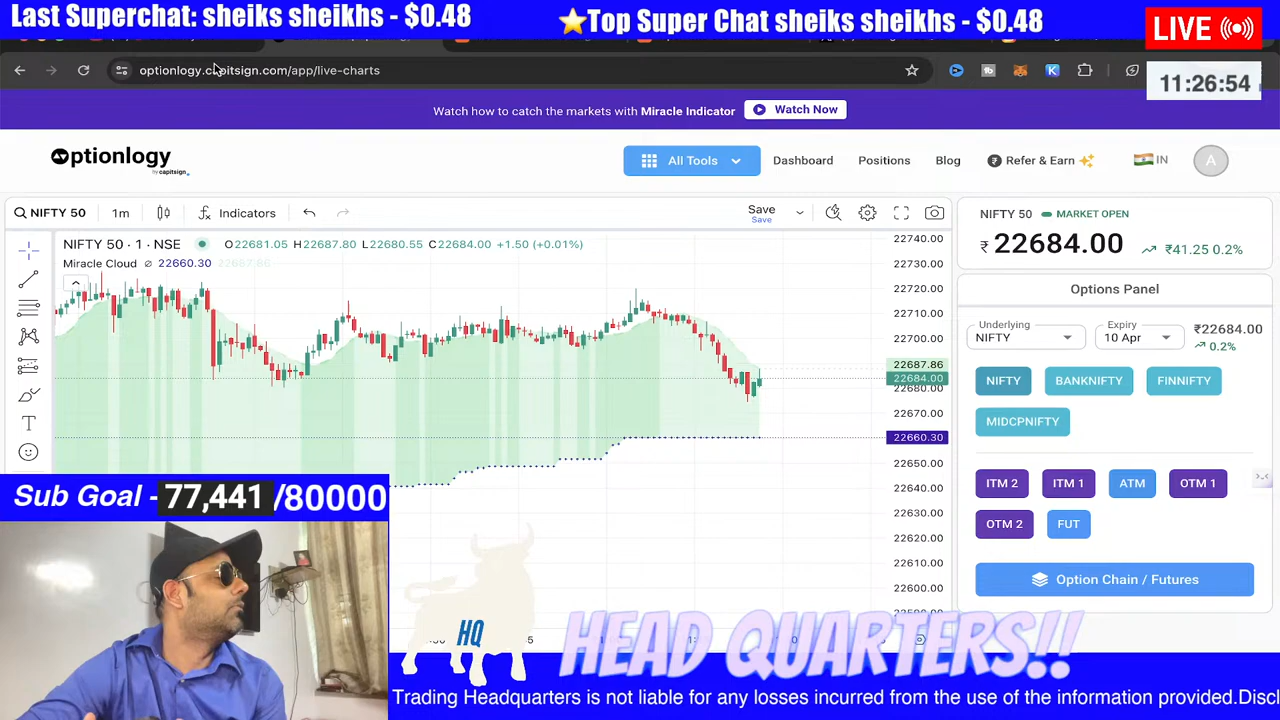 Last Superchat: sheiks sheikhs - $0.48
⭐Top Super Chat sheiks sheikhs - $0.48
LIVE
optionlogy.capitsign.com/app/live-charts
11:26:54
Watch how to catch the markets with Miracle Indicator
Watch Now
optionlogy
by capitsign
All Tools
Dashboard
Positions
Blog
Refer & Earn
IN
A
NIFTY 50
1m
Indicators
Save
Save
NIFTY 50 · 1 · NSE
O22681.05 H22687.80 L22680.55 C22684.00 +1.50 (+0.01%)
Miracle Cloud ⌀ 22660.30 22687.86
22740.00
22730.00
22720.00
22710.00
22700.00
22687.86
22684.00
22680.00
22670.00
22660.30
22650.00
22640.00
22630.00
22620.00
22610.00
22600.00
NIFTY 50 MARKET OPEN
₹ 22684.00 ₹41.25 0.2%
Options Panel
Underlying
NIFTY
Expiry
10 Apr
₹22684.00
0.2%
NIFTY
BANKNIFTY
FINNIFTY
MIDCPNIFTY
ITM 2
ITM 1
ATM
OTM 1
OTM 2
FUT
Option Chain / Futures
Sub Goal - 77,441 /80000
HQ
HEAD QUARTERS!!
Trading Headquarters is not liable for any losses incurred from the use of the information provided.Discl